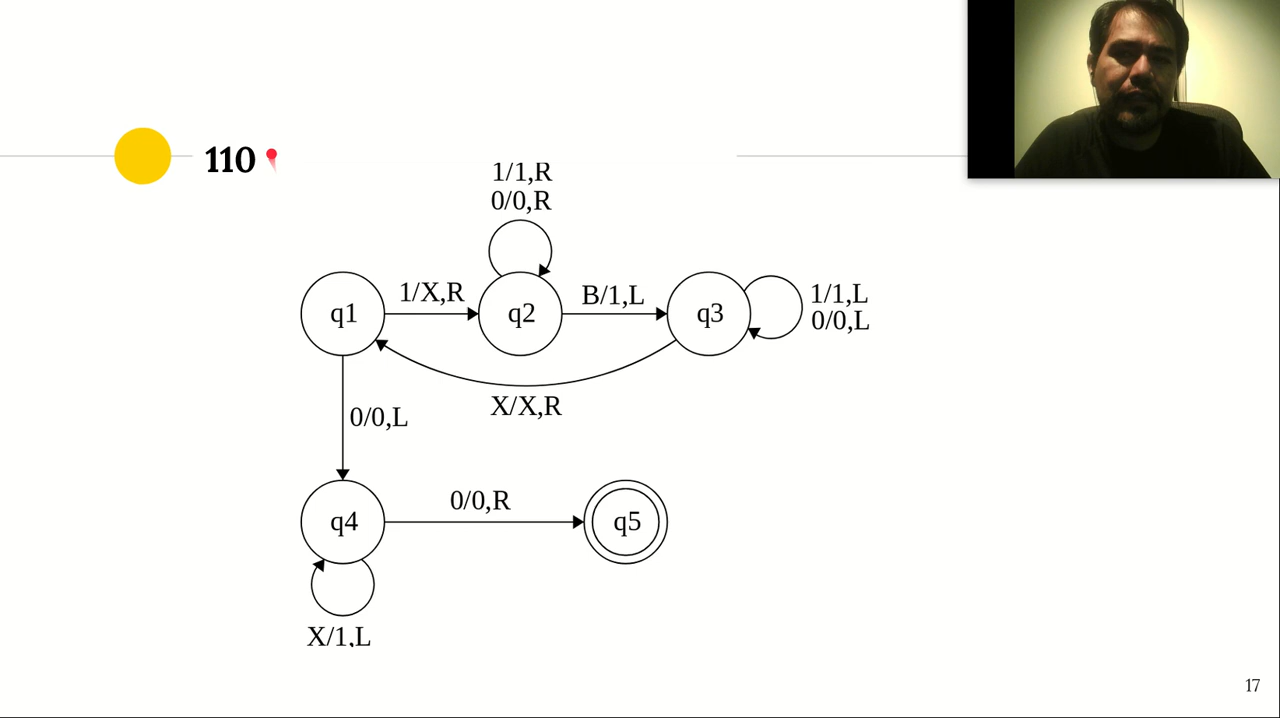 110
1/1,R
0/0,R
q1
1/X,R
q2
B/1,L
q3
1/1,L
0/0,L
X/X,R
0/0,L
q4
0/0,R
q5
X/1,L
17